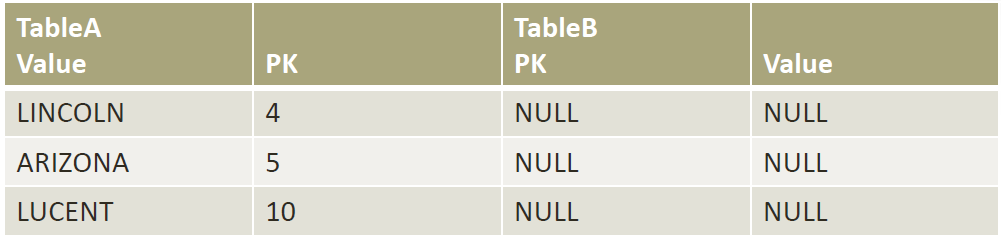 TableA Value PK TableB PK Value
LINCOLN 4 NULL NULL
ARIZONA 5 NULL NULL
LUCENT 10 NULL NULL